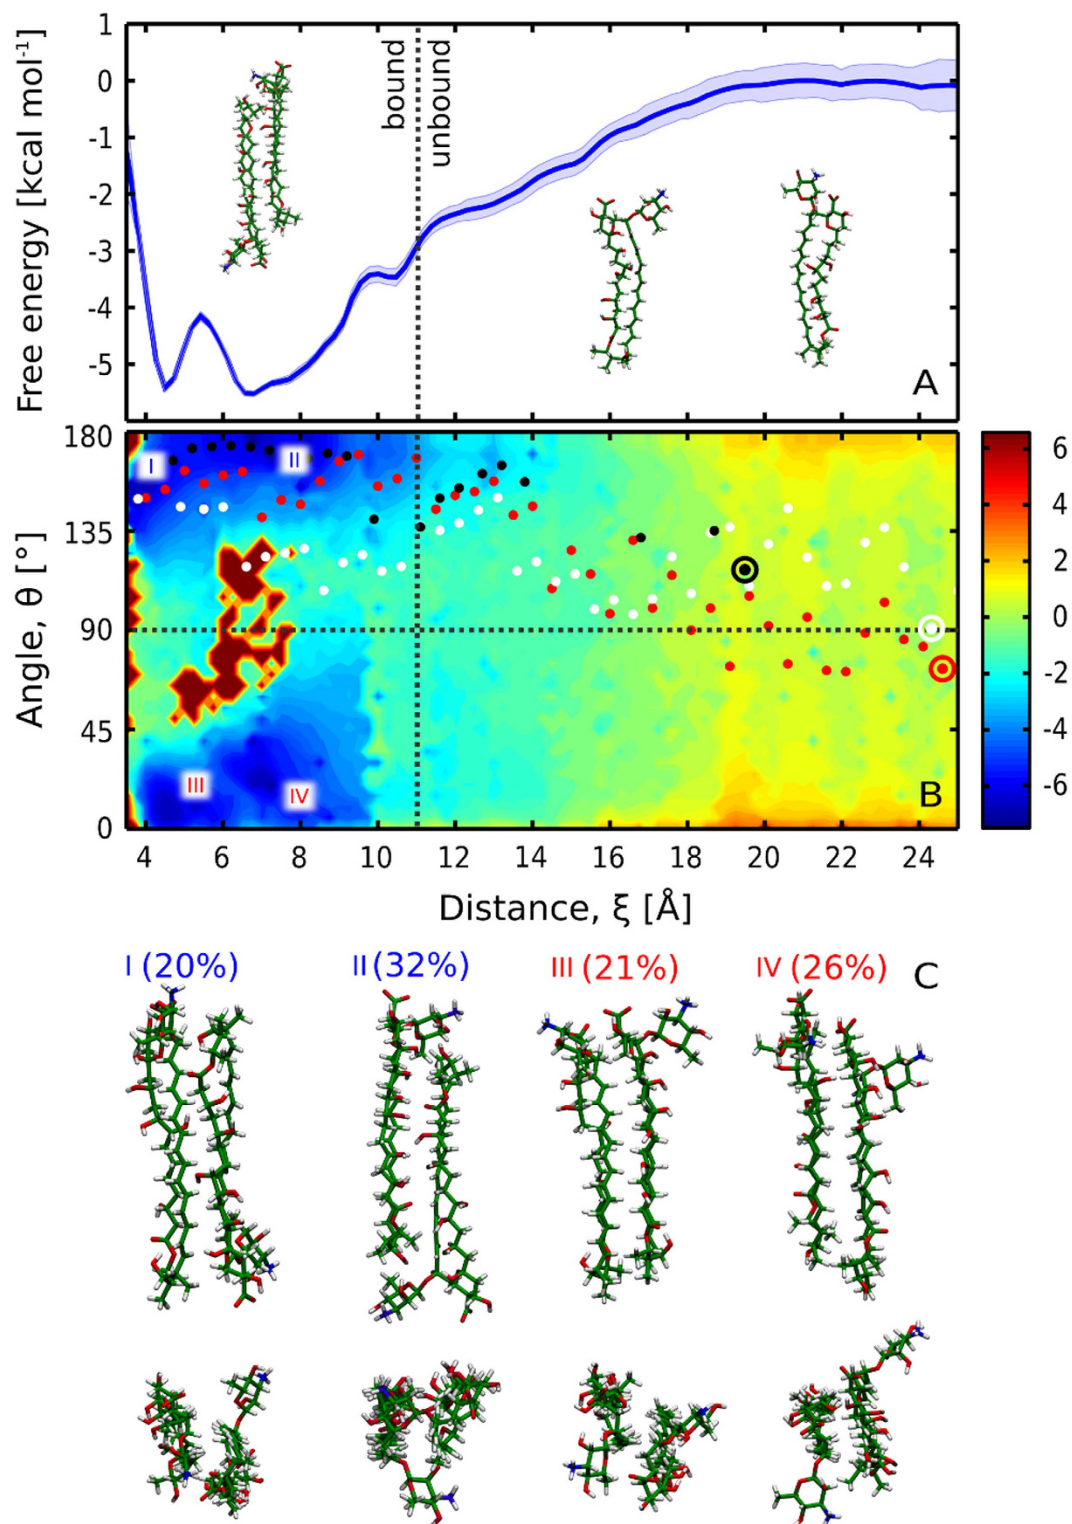 Free energy [kcal mol-1]
1
0
-1
-2
-3
-4
-5
bound
unbound
A
Angle, θ [°]
180
135
90
45
0
I
II
III
IV
B
6
4
2
0
-2
-4
-6
4 6 8 10 12 14 16 18 20 22 24
Distance, ξ [Å]
I (20%) II (32%) III (21%) IV (26%) C